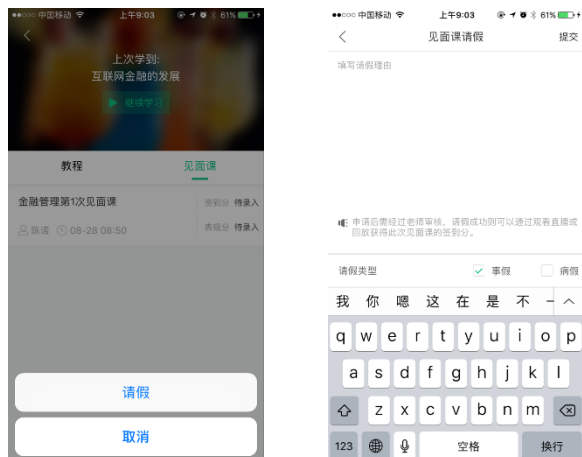 中国移动
上午9:03
61%
上次学到:
互联网金融的发展
继续学习
教程
见面课
金融管理第1次见面课
签到分 待录入
陈诺 08-28 08:50
表现分 待录入
请假
取消
中国移动
上午9:03
61%
见面课请假
提交
填写请假理由
申请后需经过老师审核，请假成功则可以通过观看直播或
回放获得此次见面课的签到分。
请假类型
事假
病假
我 你 嗯 这 在 是 不 一
q w e r t y u i o p
a s d f g h j k l
z x c v b n m
123
空格
换行